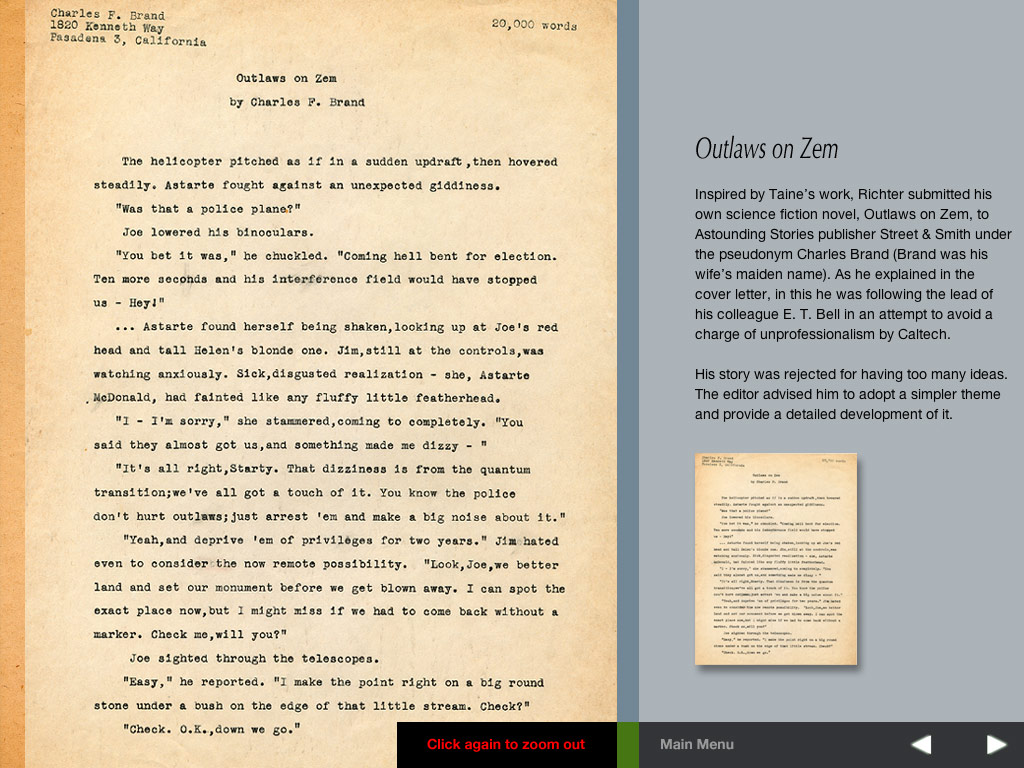 Charles F. Brand
1820 Kenneth Way
Pasadena 3, California
20,000 words
Outlaws on Zem
by Charles F. Brand
The helicopter pitched as if in a sudden updraft,then hovered
steadily. Astarte fought against an unexpected giddiness.
"Was that a police plane?"
Joe lowered his binoculars.
"You bet it was," he chuckled. "Coming hell bent for election.
Ten more seconds and his interference field would have stopped
us - Hey!"
... Astarte found herself being shaken,looking up at Joe's red
head and tall Helen's blonde one. Jim,still at the controls,was
watching anxiously. Sick,disgusted realization - she, Astarte
McDonald, had fainted like any fluffy little featherhead.
"I - I'm sorry," she stammered,coming to completely. "You
said they almost got us,and something made me dizzy - "
"It's all right,Starty. That dizziness is from the quantum
transition;we've all got a touch of it. You know the police
don't hurt outlaws;just arrest 'em and make a big noise about it."
"Yeah,and deprive 'em of privileges for two years." Jim hated
even to consider the now remote possibility. "Look,Joe,we better
land and set our monument before we get blown away. I can spot the
exact place now,but I might miss if we had to come back without a
marker. Check me,will you?"
Joe sighted through the telescopes.
"Easy," he reported. "I make the point right on a big round
stone under a bush on the edge of that little stream. Check?"
"Check. O.K.,down we go."
Click again to zoom out
Outlaws on Zem
Inspired by Taine's work, Richter submitted his
own science fiction novel, Outlaws on Zem, to
Astounding Stories publisher Street & Smith under
the pseudonym Charles Brand (Brand was his
wife's maiden name). As he explained in the
cover letter, in this he was following the lead of
his colleague E. T. Bell in an attempt to avoid a
charge of unprofessionalism by Caltech.
His story was rejected for having too many ideas.
The editor advised him to adopt a simpler theme
and provide a detailed development of it.
Main Menu